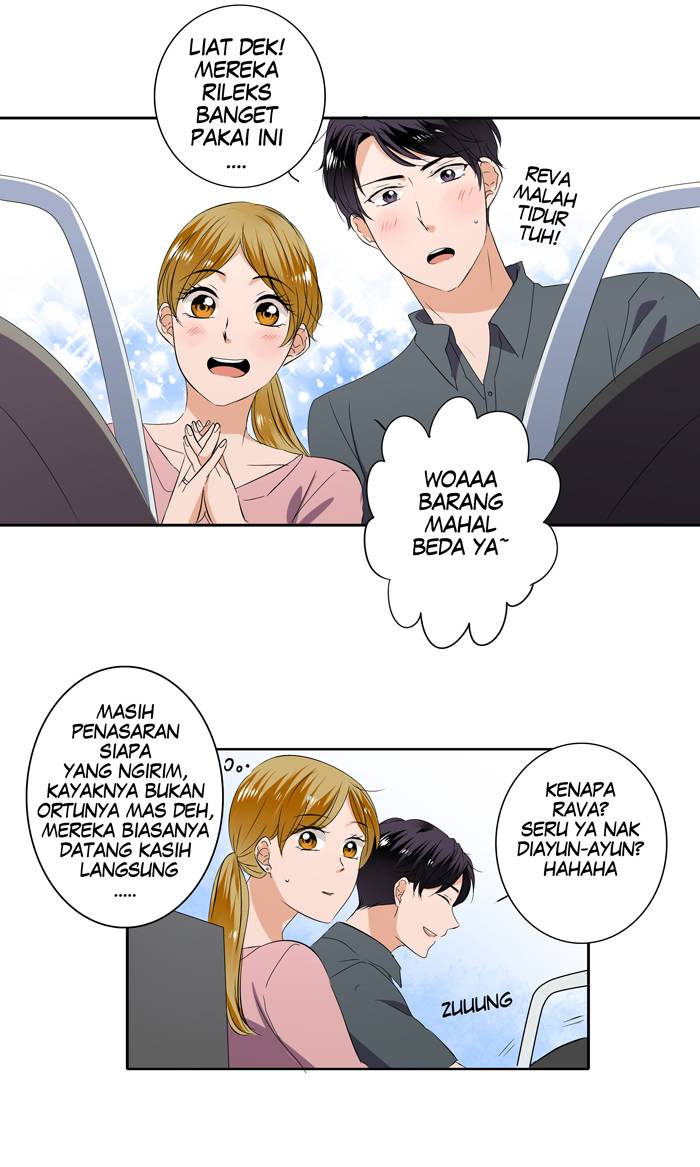 LIAT DEK!
MEREKA
RILEKS
BANGET
PAKAI INI
....
REVA
MALAH
TIDUR
TUH!
WOAAA
BARANG
MAHAL
BEDA YA~
MASIH
PENASARAN
SIAPA
YANG NGIRIM,
KAYAKNYA BUKAN
ORTUNYA MAS DEH,
MEREKA BIASANYA
DATANG KASIH
LANGSUNG
.....
KENAPA
RAVA?
SERU YA NAK
DIAYUN-AYUN?
HAHAHA
ZUUUNG